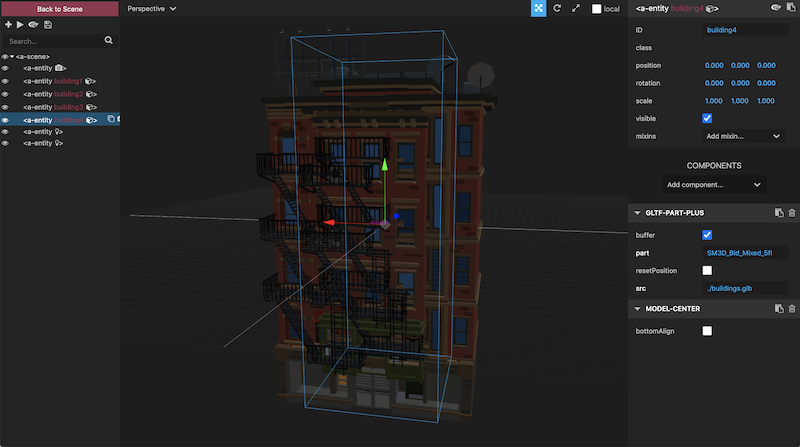 Back to Scene
Search...
<a-scene>
<a-entity
<a-entity building1
<a-entity building2
<a-entity building3
<a-entity building4
<a-entity
<a-entity
Perspective
local
<a-entity building4
ID building4
class
position 0.000 0.000 0.000
rotation 0.000 0.000 0.000
scale 1.000 1.000 1.000
visible
mixins Add mixin...
COMPONENTS
Add component...
GLTF-PART-PLUS
buffer
part SM3D_Bld_Mixed_5fl
resetPosition
src ./buildings.glb
MODEL-CENTER
bottomAlign